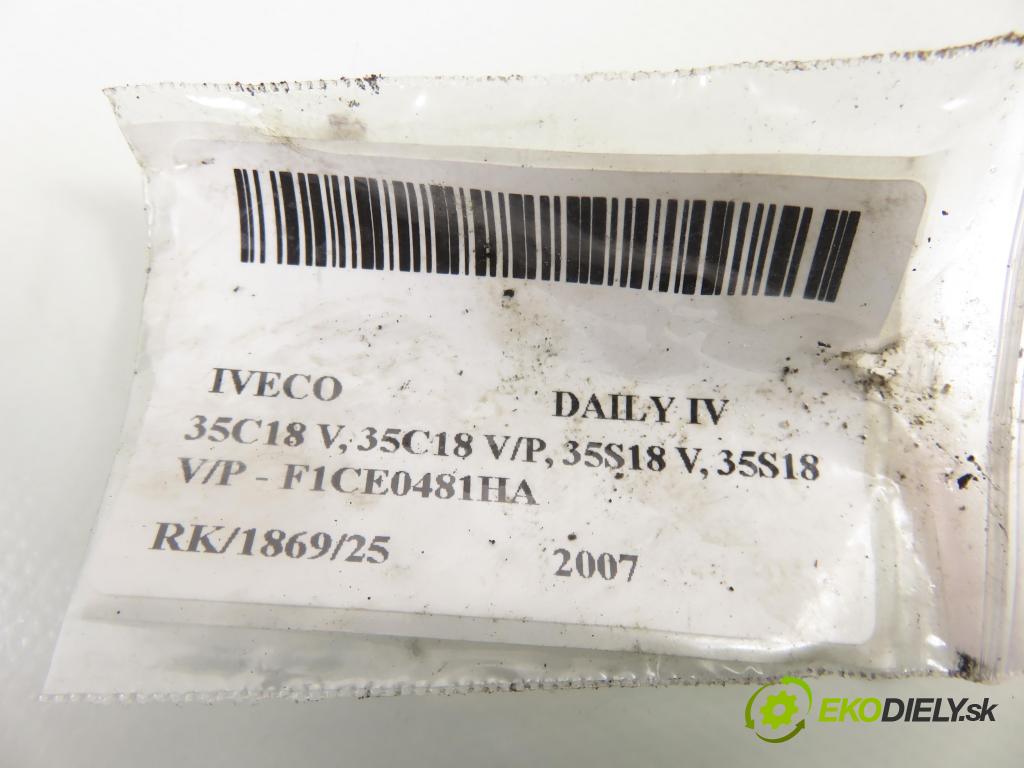 IVECO DAILY IV
35C18 V, 35C18 V/P, 35S18 V, 35S18
V/P - F1CE0481HA
RK/1869/25 2007
EKODIELY.sk